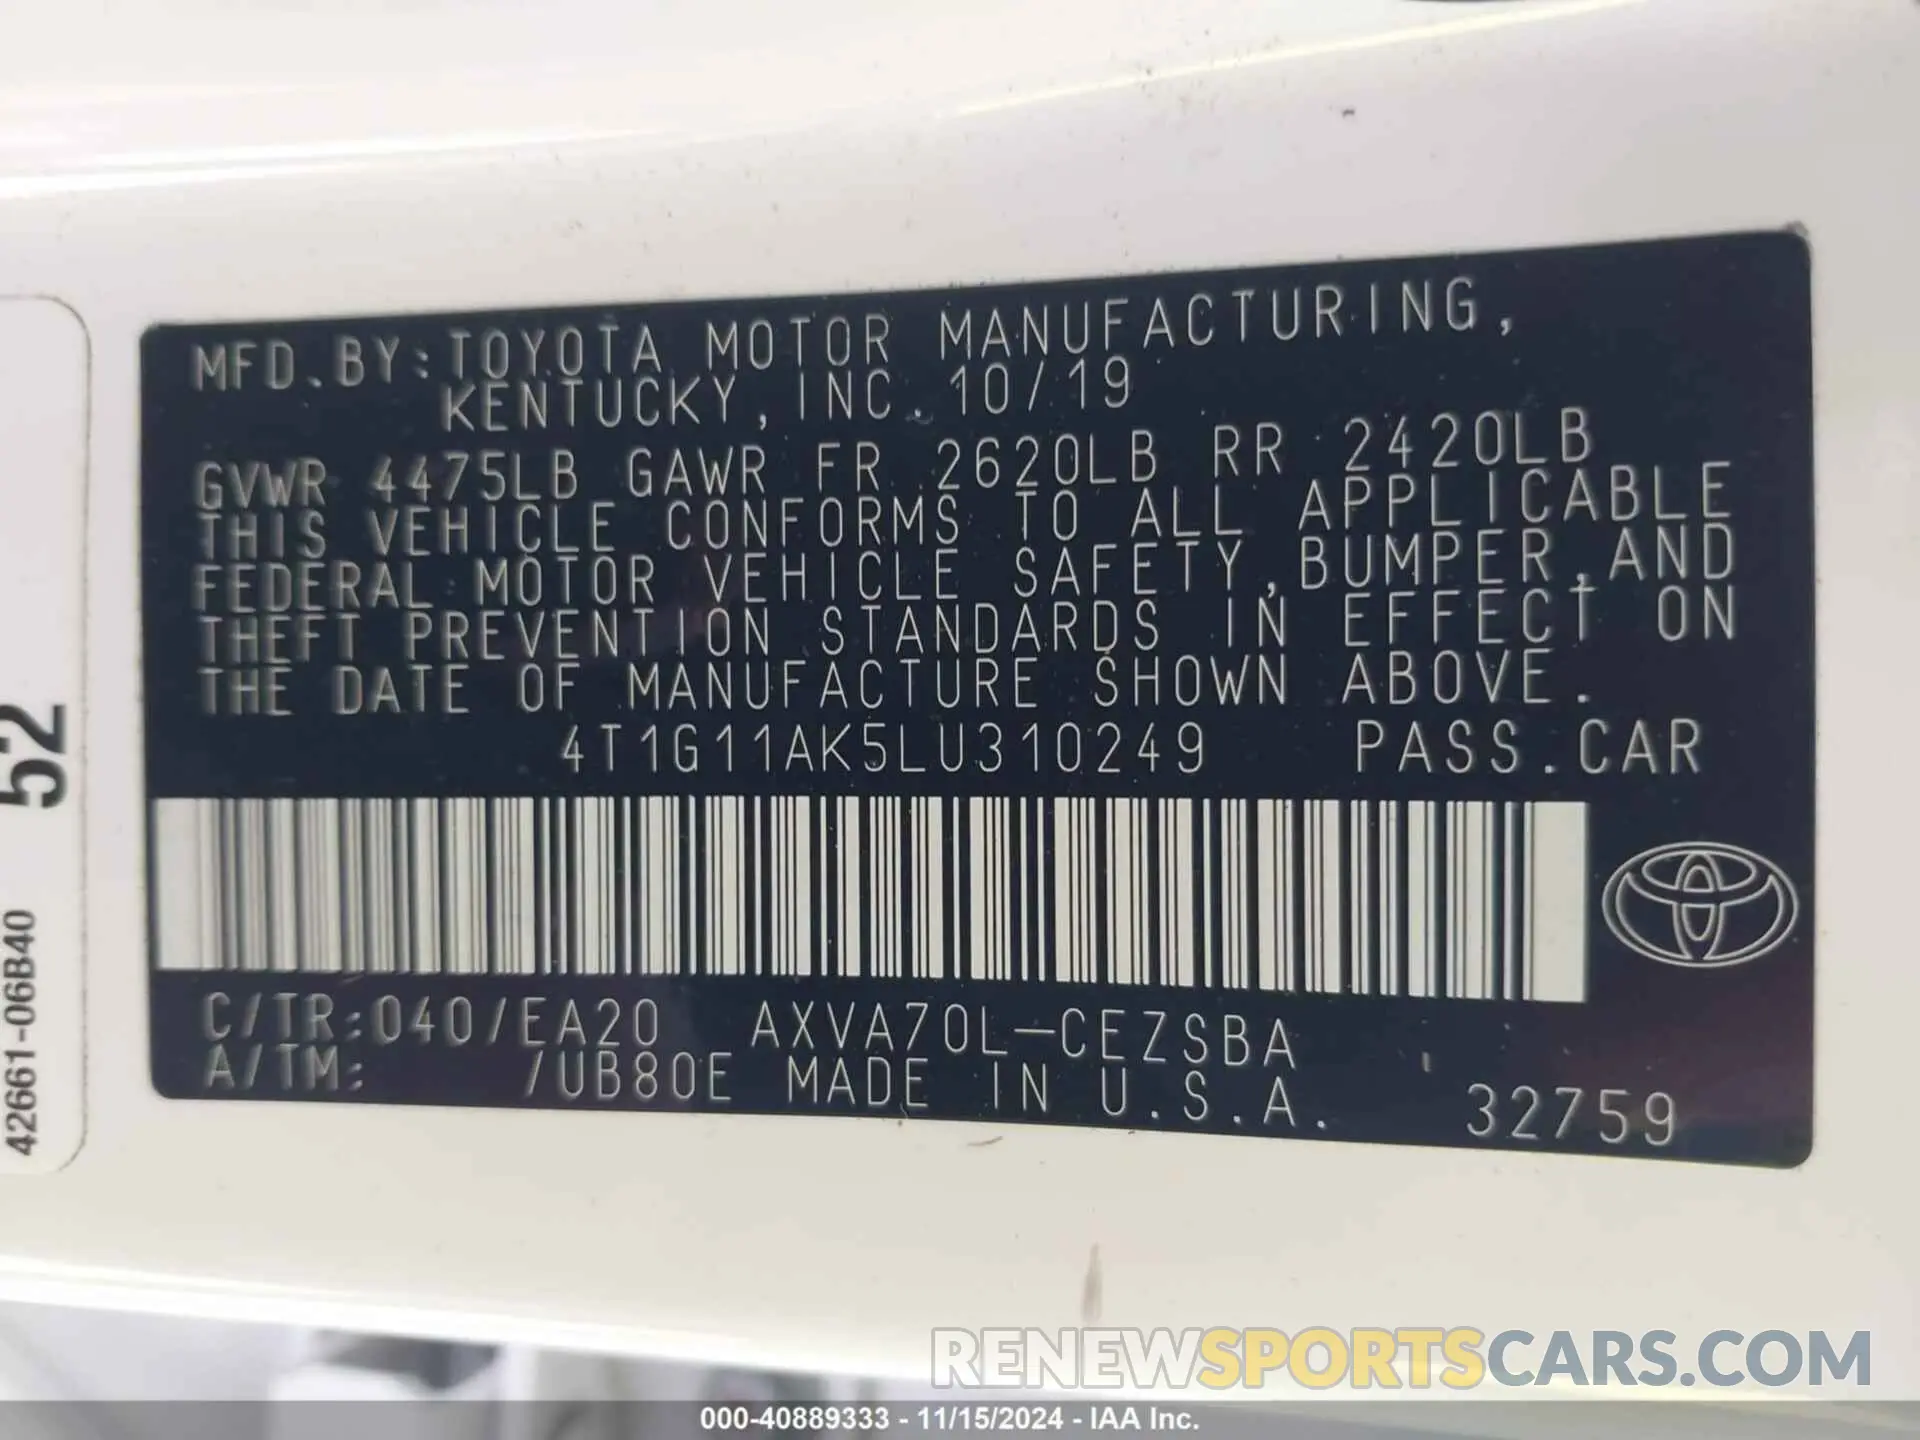 MFD.BY:TOYOTA MOTOR MANUFACTURING,
KENTUCKY, INC. 10/19
GVWR 4475LB GAWR FR 2620LB RR 2420LB
THIS VEHICLE CONFORMS TO ALL APPLICABLE
FEDERAL MOTOR VEHICLE SAFETY,BUMPER,AND
THEFT PREVENTION STANDARDS IN EFFECT ON
THE DATE OF MANUFACTURE SHOWN ABOVE.
4T1G11AK5LU310249 PASS.CAR
C/TR:040/EA20 AXVA70L-CEZSBA
A/TM: /UB80E MADE IN U.S.A. 32759
52
42661-06B40
RENEWSPORTSCARS.COM
000-40889333 - 11/15/2024 - IAA Inc.